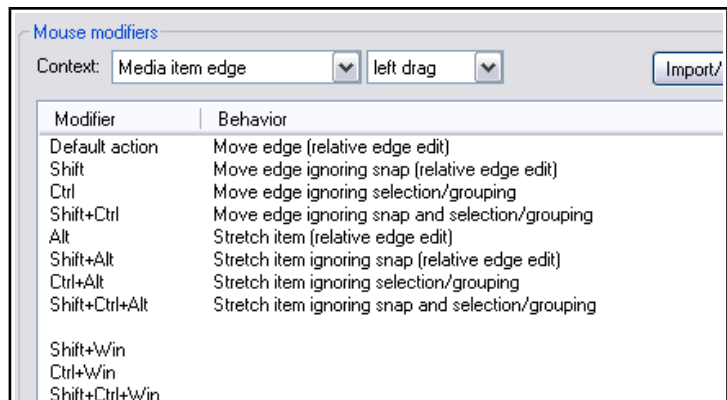 Mouse modifiers
Context: Media item edge left drag Import/
Modifier Behavior
Default action Move edge (relative edge edit)
Shift Move edge ignoring snap (relative edge edit)
Ctrl Move edge ignoring selection/grouping
Shift+Ctrl Move edge ignoring snap and selection/grouping
Alt Stretch item (relative edge edit)
Shift+Alt Stretch item ignoring snap (relative edge edit)
Ctrl+Alt Stretch item ignoring selection/grouping
Shift+Ctrl+Alt Stretch item ignoring snap and selection/grouping
Shift+Win
Ctrl+Win
Shift+Ctrl+Win